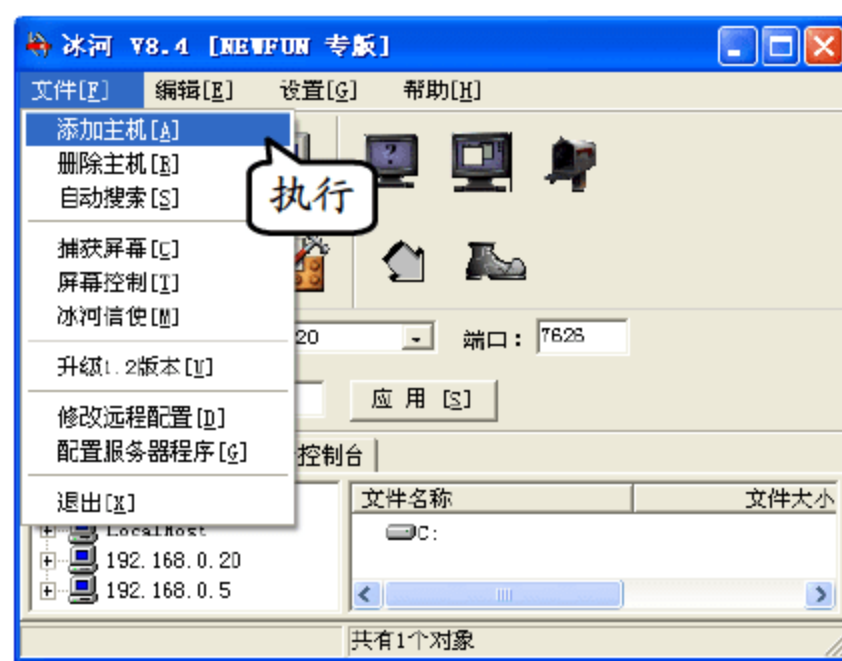 冰河 V8.4 [NEWFUN 专版]
文件[F] 编辑[E] 设置[G] 帮助[H]
添加主机[A]
删除主机[R]
自动搜索[S]
执行
捕获屏幕[C]
屏幕控制[T]
冰河信使[M]
升级1.2版本[U]
修改远程配置[D]
配置服务器程序[G]
退出[X]
20 端口: 7626
应 用 [S]
控制台
文件名称 文件大小
C:
LocalHost
192.168.0.20
192.168.0.5
共有1个对象